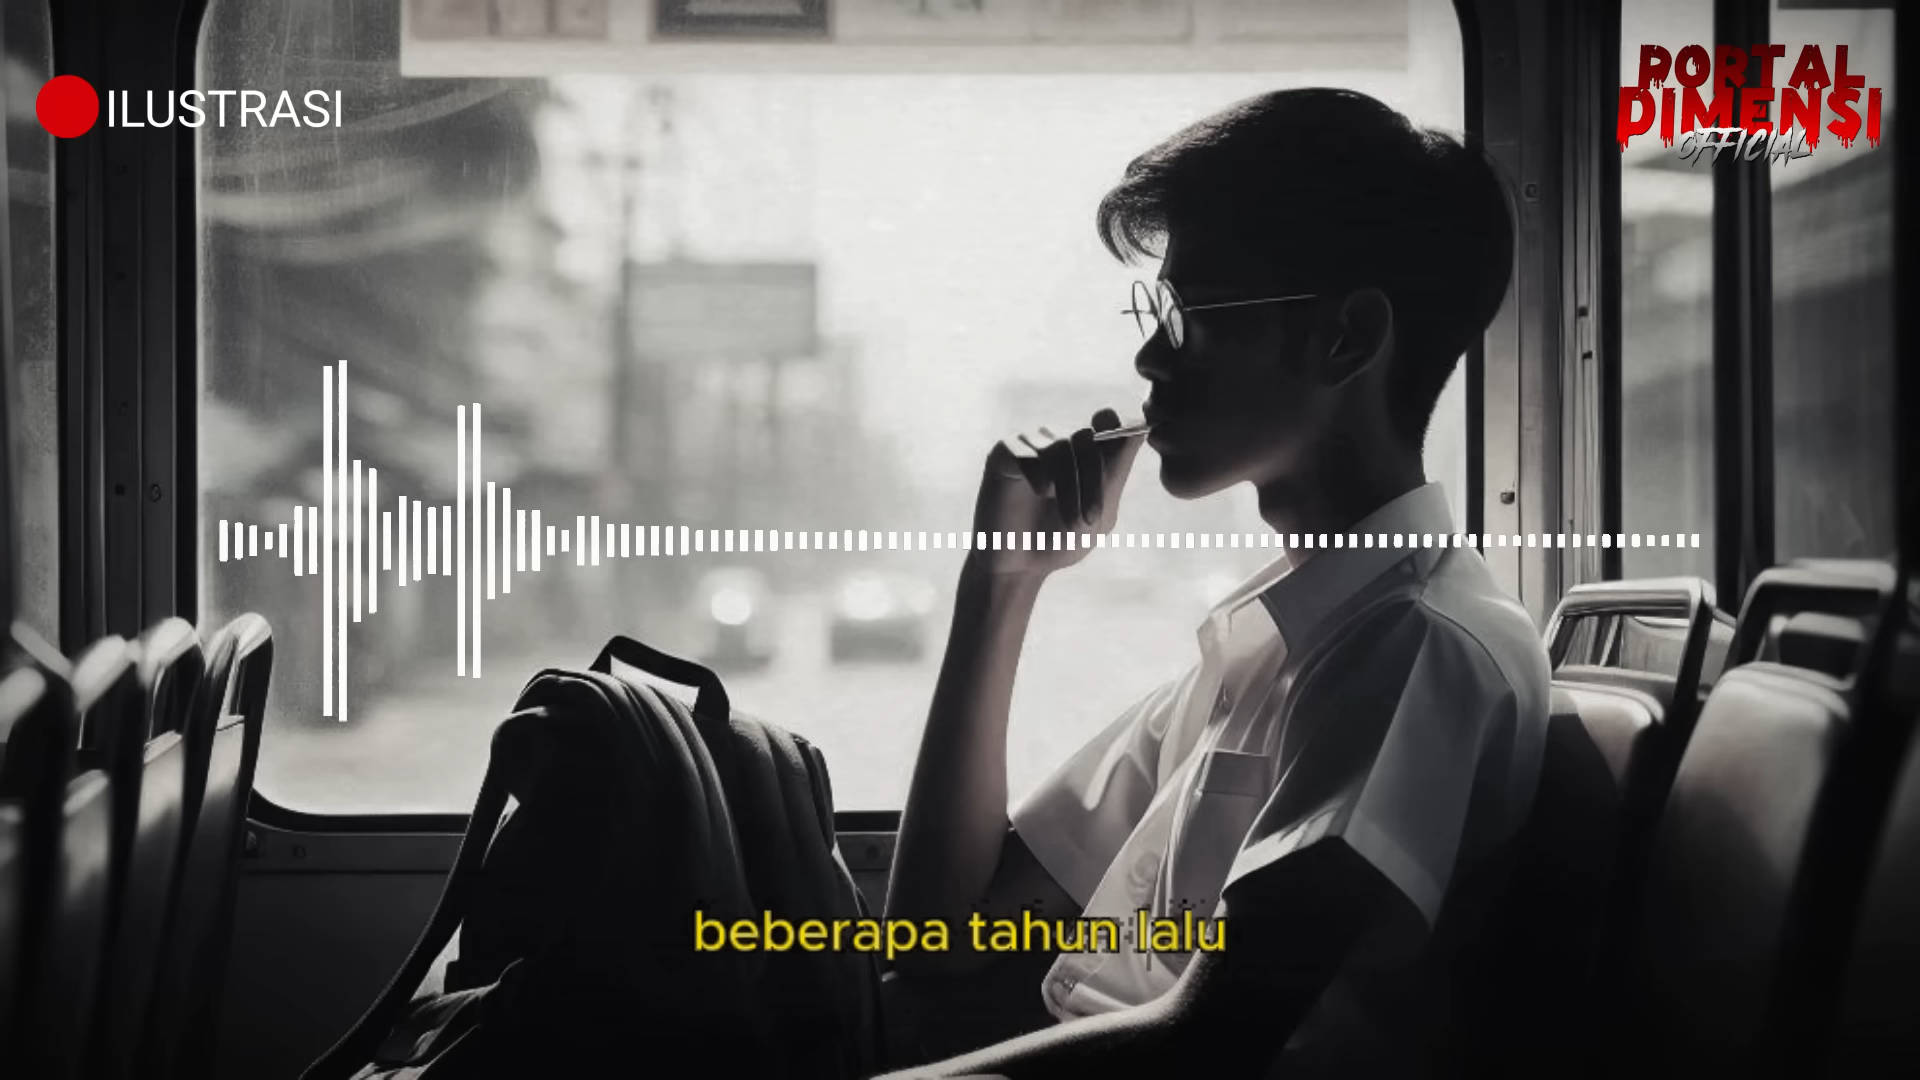 ILUSTRASI
PORTAL
DIMENSI
OFFICIAL
beberapa tahun lalu